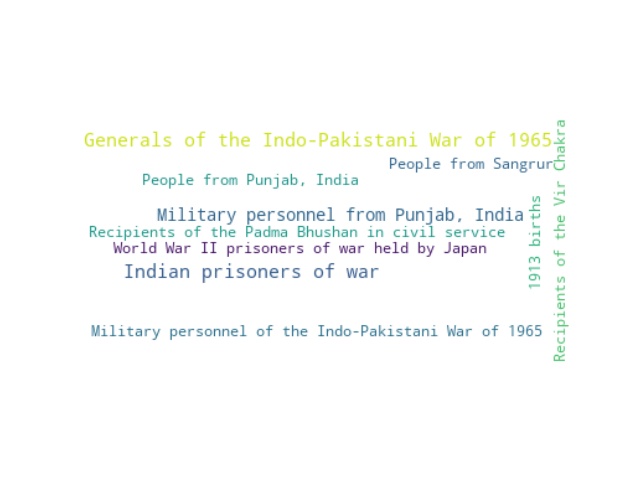 Generals of the Indo-Pakistani War of 1965
People from Sangrur
People from Punjab, India
Military personnel from Punjab, India
Recipients of the Padma Bhushan in civil service
World War II prisoners of war held by Japan
Indian prisoners of war
Military personnel of the Indo-Pakistani War of 1965
1913 births
Recipients of the Vir Chakra